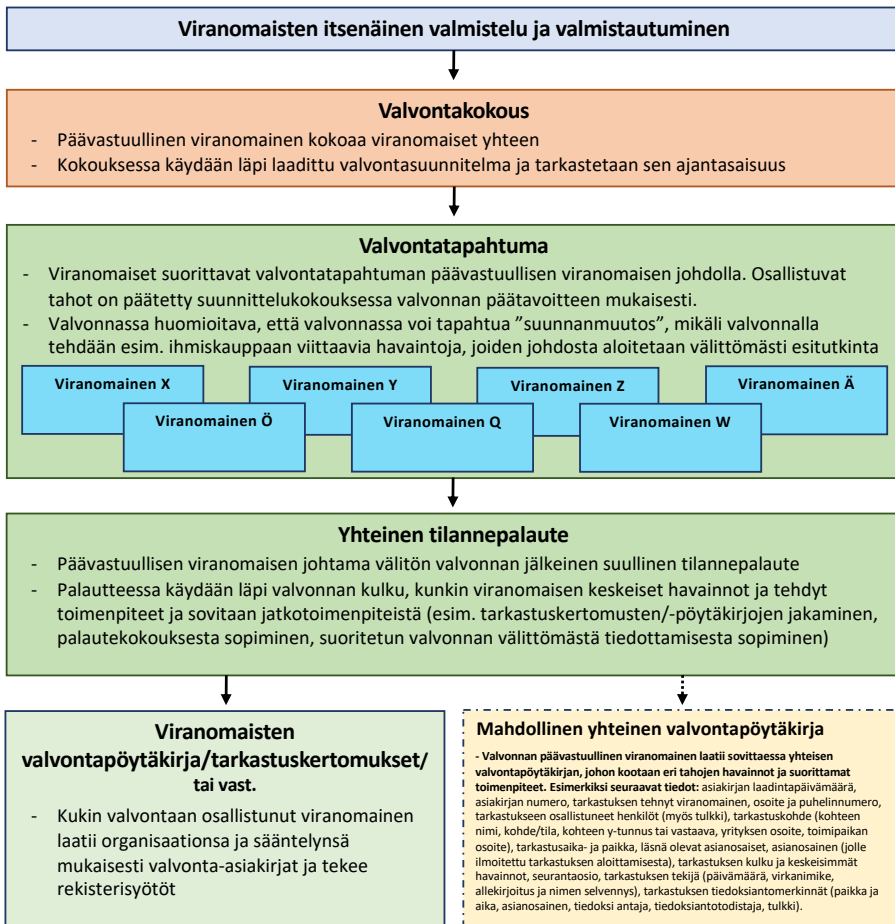 Viranomaisten itsenäinen valmistelu ja valmistautuminen
Valvontakokous
- Päävastuullinen viranomainen kokoaa viranomaiset yhteen
- Kokouksessa käydään läpi laadittu valvontasuunnitelma ja tarkastetaan sen ajantasaisuus
Valvontatapahtuma
- Viranomaiset suorittavat valvontatapahtuman päävastuullisen viranomaisen johdolla. Osallistuvat
tahot on päätetty suunnittelukokouksessa valvonnan päätavoitteen mukaisesti.
- Valvonnassa huomioitava, että valvonnassa voi tapahtua ”suunnanmuutos”, mikäli valvonnalla
tehdään esim. ihmiskauppaan viittaavia havaintoja, joiden johdosta aloitetaan välittömästi esitutkinta
Viranomainen X
Viranomainen Y
Viranomainen Z
Viranomainen Ä
Viranomainen Ö
Viranomainen Q
Viranomainen W
Yhteinen tilannepalaute
- Päävastuullisen viranomaisen johtama välitön valvonnan jälkeinen suullinen tilannepalaute
- Palautteessa käydään läpi valvonnan kulku, kunkin viranomaisen keskeiset havainnot ja tehdyt
toimenpiteet ja sovitaan jatkotoimenpiteistä (esim. tarkastuskertomusten/-pöytäkirjojen jakaminen,
palautekokouksesta sopiminen, suoritetun valvonnan välittömästä tiedottamisesta sopiminen)
Viranomaisten
valvontapöytäkirja/tarkastuskertomukset/
tai vast.
- Kukin valvontaan osallistunut viranomainen
laatii organisaationsa ja sääntelynsä
mukaisesti valvonta-asiakirjat ja tekee
rekisterisyötöt
Mahdollinen yhteinen valvontapöytäkirja
- Valvonnan päävastuullinen viranomainen laatii sovittaessa yhteisen
valvontapöytäkirjan, johon kootaan eri tahojen havainnot ja suorittamat
toimenpiteet. Esimerkiksi seuraavat tiedot: asiakirjan laadintapäivämäärä,
asiakirjan numero, tarkastuksen tehnyt viranomainen, osoite ja puhelinnumero,
tarkastukseen osallistuneet henkilöt (myös tulkki), tarkastuskohde (kohteen
nimi, kohde/tila, kohteen y-tunnus tai vastaava, yrityksen osoite, toimipaikan
osoite), tarkastusaika- ja paikka, läsnä olevat asianosaiset, asianosainen (jolle
ilmoitettu tarkastuksen aloittamisesta), tarkastuksen kulku ja keskeisimmät
havainnot, seurantaosio, tarkastuksen tekijä (päivämäärä, virkanimike,
allekirjoitus ja nimen selvennys), tarkastuksen tiedoksiantomerkinnät (paikka ja
aika, asianosainen, tiedoksi antaja, tiedoksiantotodistaja, tulkki).